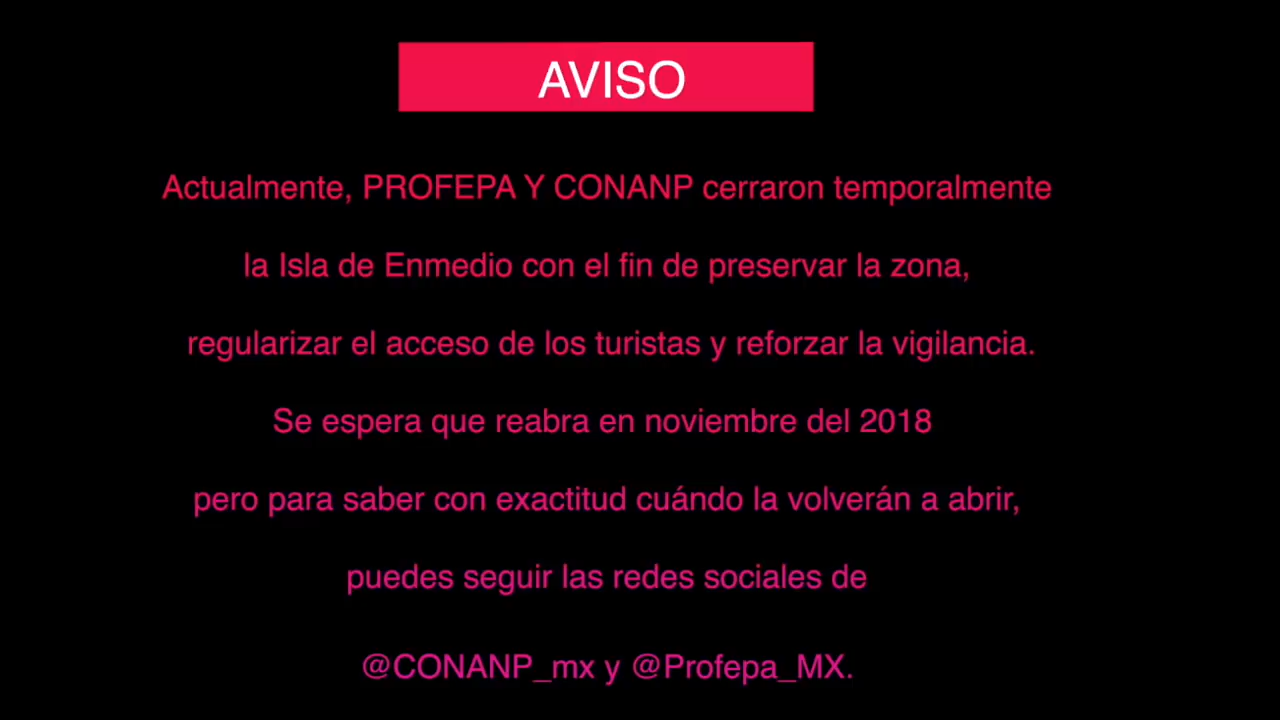 AVISO
Actualmente, PROFEPA Y CONANP cerraron temporalmente
la Isla de Enmedio con el fin de preservar la zona,
regularizar el acceso de los turistas y reforzar la vigilancia.
Se espera que reabra en noviembre del 2018
pero para saber con exactitud cuándo la volverán a abrir,
puedes seguir las redes sociales de
@CONANP_mx y @Profepa_MX.